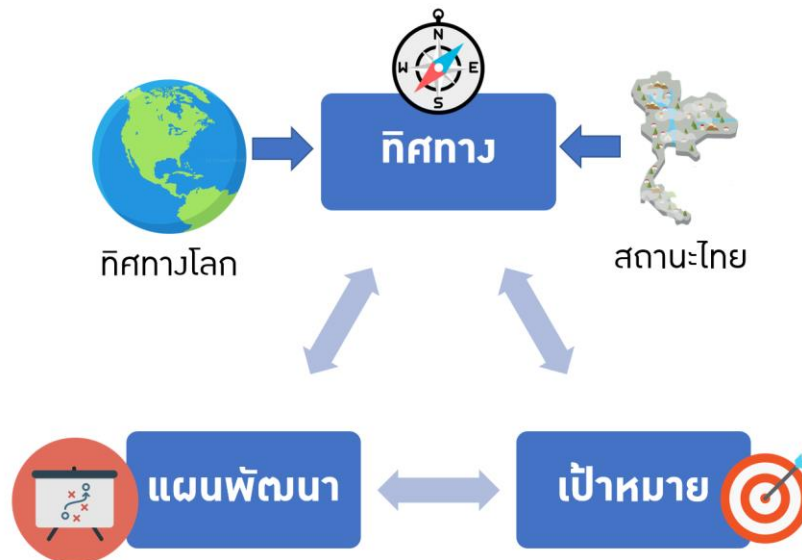 N
W E
S
ทิศทาง
ทิศทางโลก
สถานะไทย
แผนพัฒนา
เป้าหมาย